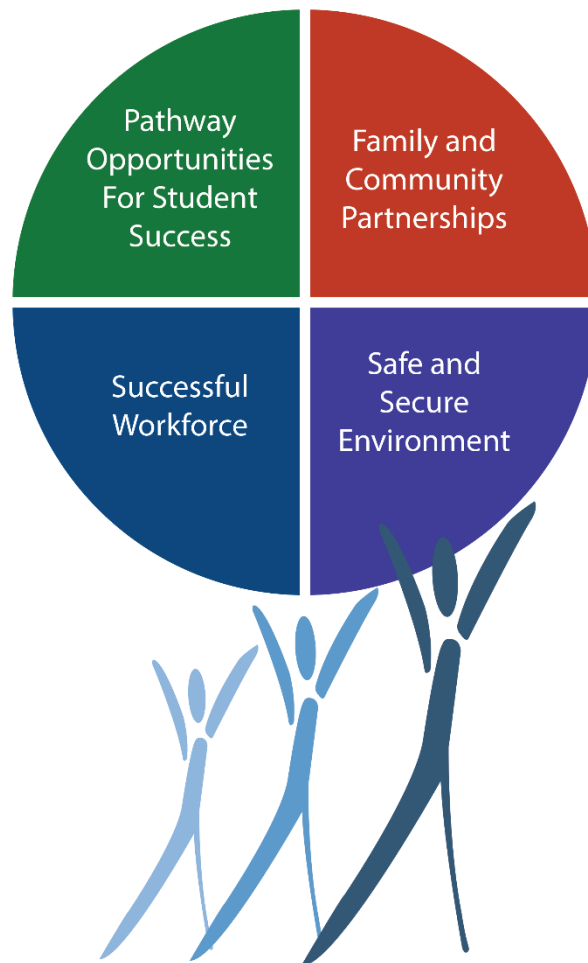 Pathway
Opportunities
For Student
Success
Family and
Community
Partnerships
Successful
Workforce
Safe and
Secure
Environment